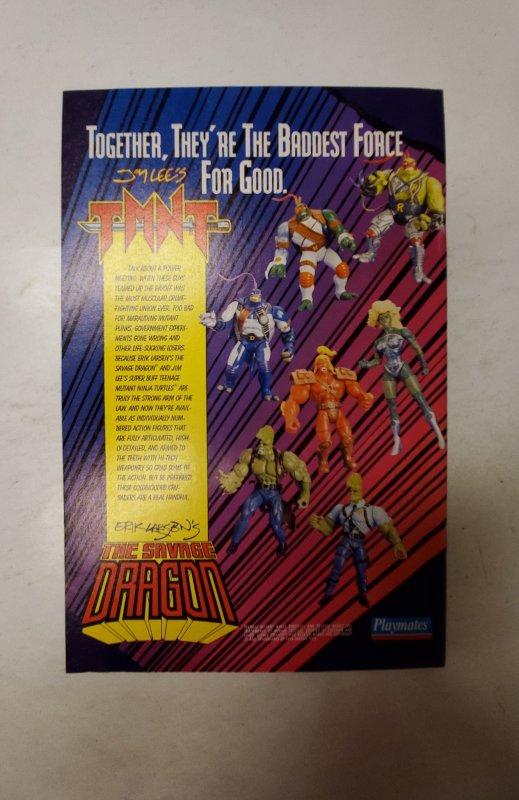 TOGETHER, THEY'RE THE BADDEST FORCE
FOR GOOD.
JIM LEE'S
TMNT
TALK ABOUT A POWER
MEETING. WHEN THESE GUYS
TEAMED UP THE PAYOFF WAS
THE MOST MUSCULAR CRIME-
FIGHTING UNION EVER. TOO BAD
FOR MARAUDING MUTANT
PUNKS, GOVERNMENT EXPERI-
MENTS GONE WRONG AND
OTHER LIFE-SUCKING LOSERS.
BECAUSE ERIK LARSEN'S THE
SAVAGE DRAGON AND JIM
LEE'S SUPER BUFF TEENAGE
MUTANT NINJA TURTLES ARE
TRULY THE STRONG ARM OF THE
LAW. AND NOW THEY'RE AVAIL-
ABLE AS INDIVIDUALLY NUM-
BERED ACTION FIGURES THAT
ARE FULLY ARTICULATED, HIGH-
LY DETAILED, AND ARMED TO
THE TEETH WITH HI-TECH
WEAPONRY. SO GRAB SOME OF
THE ACTION. BUT BE PREPARED.
THESE COLDBLOODED CRU-
SADERS ARE A REAL HANDFUL.
ERIK LARSEN'S
THE SAVAGE
DRAGON
Playmates